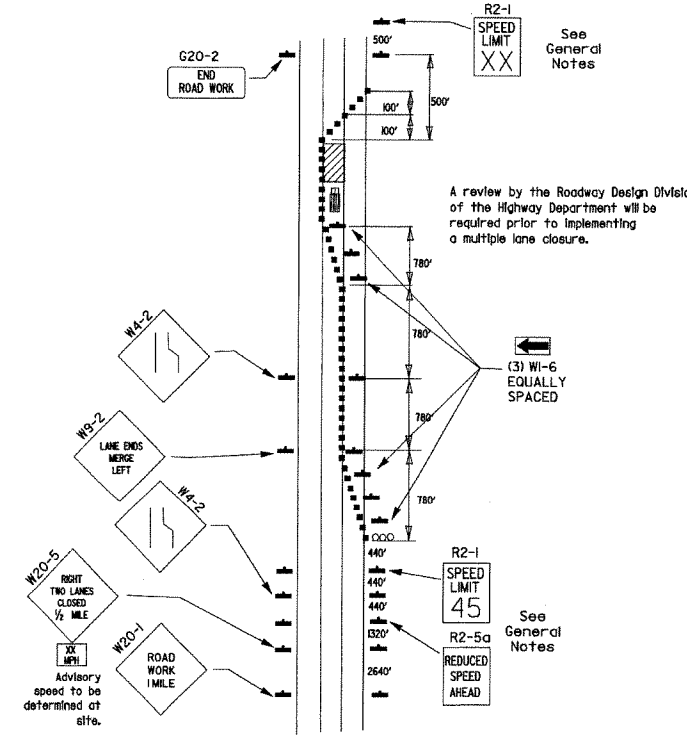 R2-1
SPEED
LIMIT
XX
See
General
Notes
500'
G20-2
END
ROAD WORK
500'
100'
100'
A review by the Roadway Design Divisi
of the Highway Department will be
required prior to implementing
a multiple lane closure.
780'
780'
W4-2
(3) W1-6
EQUALLY
SPACED
780'
W9-2
LANE ENDS
MERGE
LEFT
780'
W4-2
440'
R2-1
SPEED
LIMIT
45
440'
440'
See
General
Notes
W20-5
RIGHT
TWO LANES
CLOSED
1/2 MILE
XX
MPH
Advisory
speed to be
determined at
site.
1320'
R2-5a
REDUCED
SPEED
AHEAD
W20-1
ROAD
WORK
1 MILE
2640'